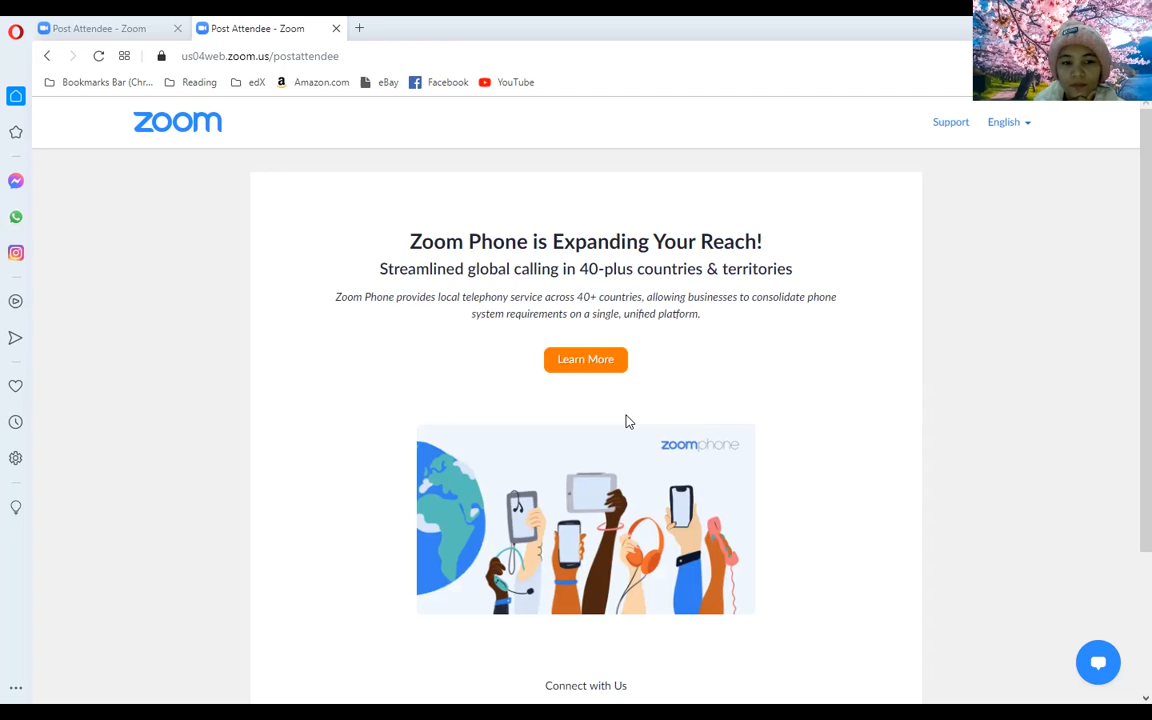 Post Attendee - Zoom
Post Attendee - Zoom
us04web.zoom.us/postattendee
Bookmarks Bar (Chr...
Reading
edX
Amazon.com
eBay
Facebook
YouTube
zoom
Support
English
Zoom Phone is Expanding Your Reach!
Streamlined global calling in 40-plus countries & territories
Zoom Phone provides local telephony service across 40+ countries, allowing businesses to consolidate phone
system requirements on a single, unified platform.
Learn More
zoomphone
Connect with Us